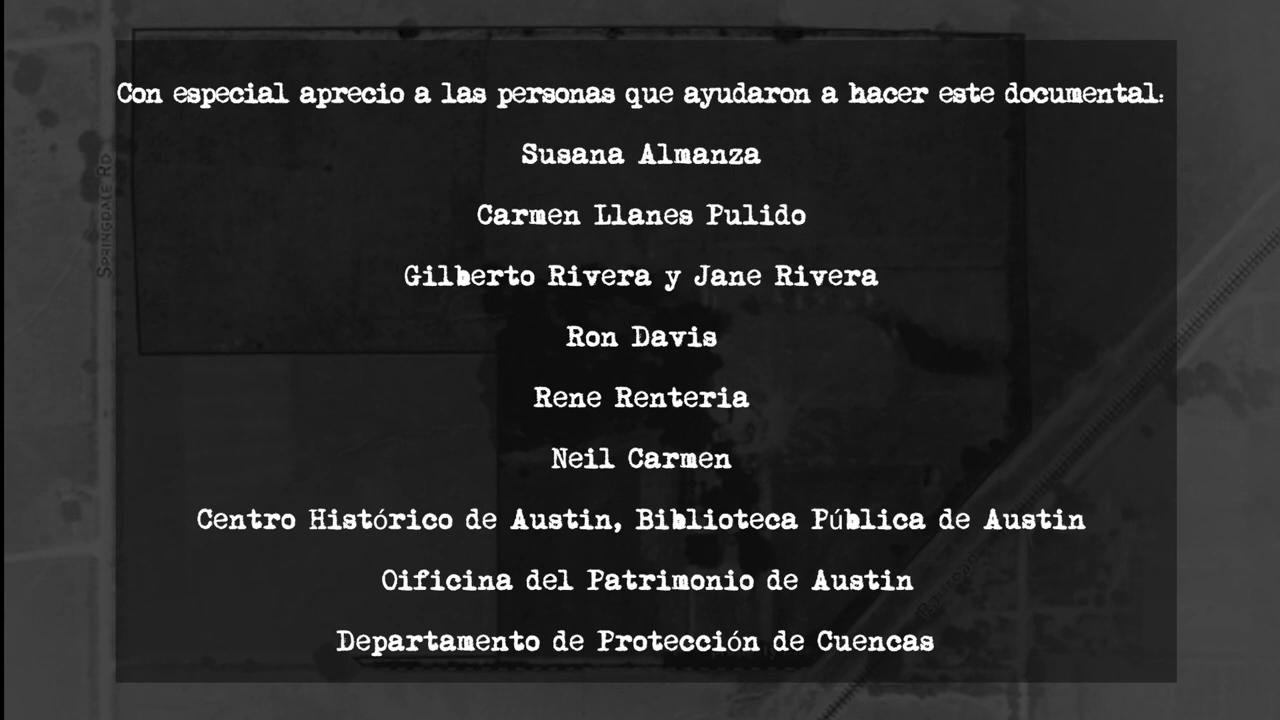 Con especial aprecio a las personas que ayudaron a hacer este documental:
Susana Almanza
Carmen Llanes Pulido
Gilberto Rivera y Jane Rivera
Ron Davis
Rene Renteria
Neil Carmen
Centro Histórico de Austin, Biblioteca Pública de Austin
Oificina del Patrimonio de Austin
Departamento de Protección de Cuencas
Springdale Rd